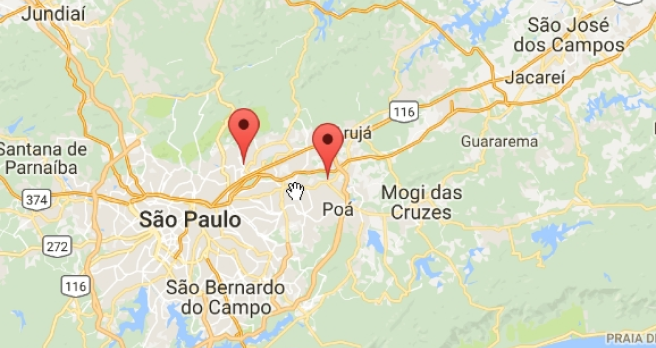 Jundiaí
São José
dos Campos
Jacareí
116
rujá
Guararema
Santana de
Parnaíba
374
Mogi das
Cruzes
Poá
São Paulo
272
116
São Bernardo
do Campo
PRAIA D